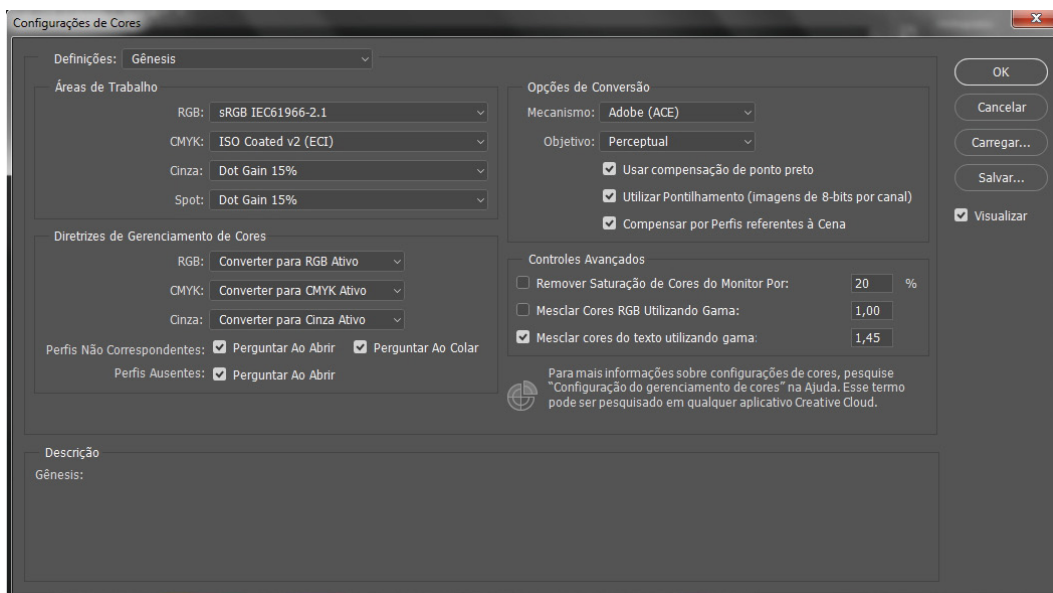 Configurações de Cores
Definições: Gênesis
Áreas de Trabalho
RGB: sRGB IEC61966-2.1
CMYK: ISO Coated v2 (ECI)
Cinza: Dot Gain 15%
Spot: Dot Gain 15%
Diretrizes de Gerenciamento de Cores
RGB: Converter para RGB Ativo
CMYK: Converter para CMYK Ativo
Cinza: Converter para Cinza Ativo
Perfis Não Correspondentes: Perguntar Ao Abrir Perguntar Ao Colar
Perfis Ausentes: Perguntar Ao Abrir
Opções de Conversão
Mecanismo: Adobe (ACE)
Objetivo: Perceptual
Usar compensação de ponto preto
Utilizar Pontilhamento (imagens de 8-bits por canal)
Compensar por Perfis referentes à Cena
Controles Avançados
Remover Saturação de Cores do Monitor Por: 20 %
Mesclar Cores RGB Utilizando Gama: 1,00
Mesclar cores do texto utilizando gama: 1,45
Para mais informações sobre configurações de cores, pesquise
"Configuração do gerenciamento de cores" na Ajuda. Esse termo
pode ser pesquisado em qualquer aplicativo Creative Cloud.
OK
Cancelar
Carregar...
Salvar...
Visualizar
Descrição
Gênesis: